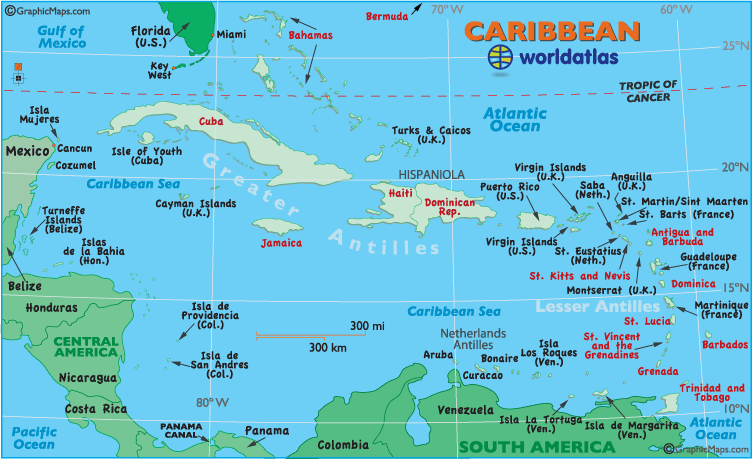 ©GraphicMaps.com
Gulf of
Mexico
Florida
(U.S.)
Miami
Key
West
Bahamas
Bermuda
70°W
60°W
CARIBBEAN
worldatlas
25°N
TROPIC OF
CANCER
Atlantic
Ocean
Isla
Mujeres
Mexico
Cancun
Cozumel
Cuba
Isle of Youth
(Cuba)
Turks & Caicos
(U.K.)
20°N
Caribbean Sea
Greater
Antilles
Cayman Islands
(U.K.)
Jamaica
HISPANIOLA
Haiti
Dominican
Rep.
Puerto Rico
(U.S.)
Virgin Islands
(U.K.)
Virgin Islands
(U.S.)
Saba
(Neth.)
Anguilla
(U.K.)
St. Martin/Sint Maarten
St. Barts (France)
Antigua and
Barbuda
St. Eustatius
(Neth.)
St. Kitts and Nevis
Montserrat (U.K.)
Guadeloupe
(France)
Dominica
15°N
Turneffe
Islands
(Belize)
Islas
de la Bahia
(Hon.)
Belize
Honduras
CENTRAL
AMERICA
Nicaragua
Costa Rica
Isla de
Providencia
(Col.)
Isla de
San Andres
(Col.)
300 mi
300 km
Caribbean Sea
Lesser Antilles
Martinique
(France)
St. Lucia
St. Vincent
and the
Grenadines
Barbados
Grenada
Netherlands
Antilles
Aruba
Bonaire
Curacao
Isla
Los Roques
(Ven.)
Trinidad and
Tobago
80°W
10°N
Pacific
Ocean
PANAMA
CANAL
Panama
Colombia
Venezuela
Isla La Tortuga
(Ven.)
Isla de Margarita
(Ven.)
SOUTH AMERICA
Atlantic
Ocean
©GraphicMaps.com